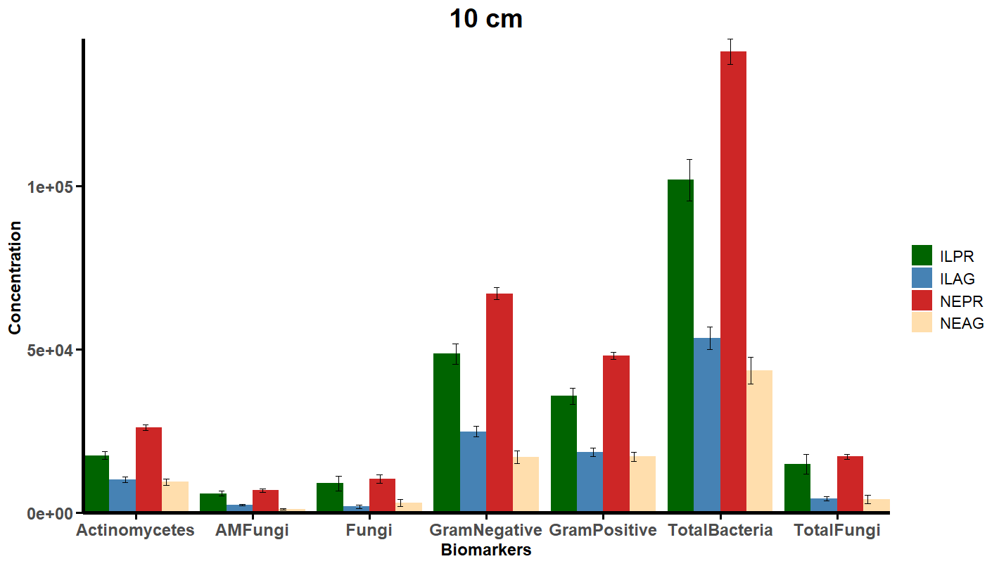 10 cm
Concentration
1e+05
5e+04
0e+00
Actinomycetes AMFungi Fungi GramNegative GramPositive TotalBacteria TotalFungi
Biomarkers
ILPR
ILAG
NEPR
NEAG